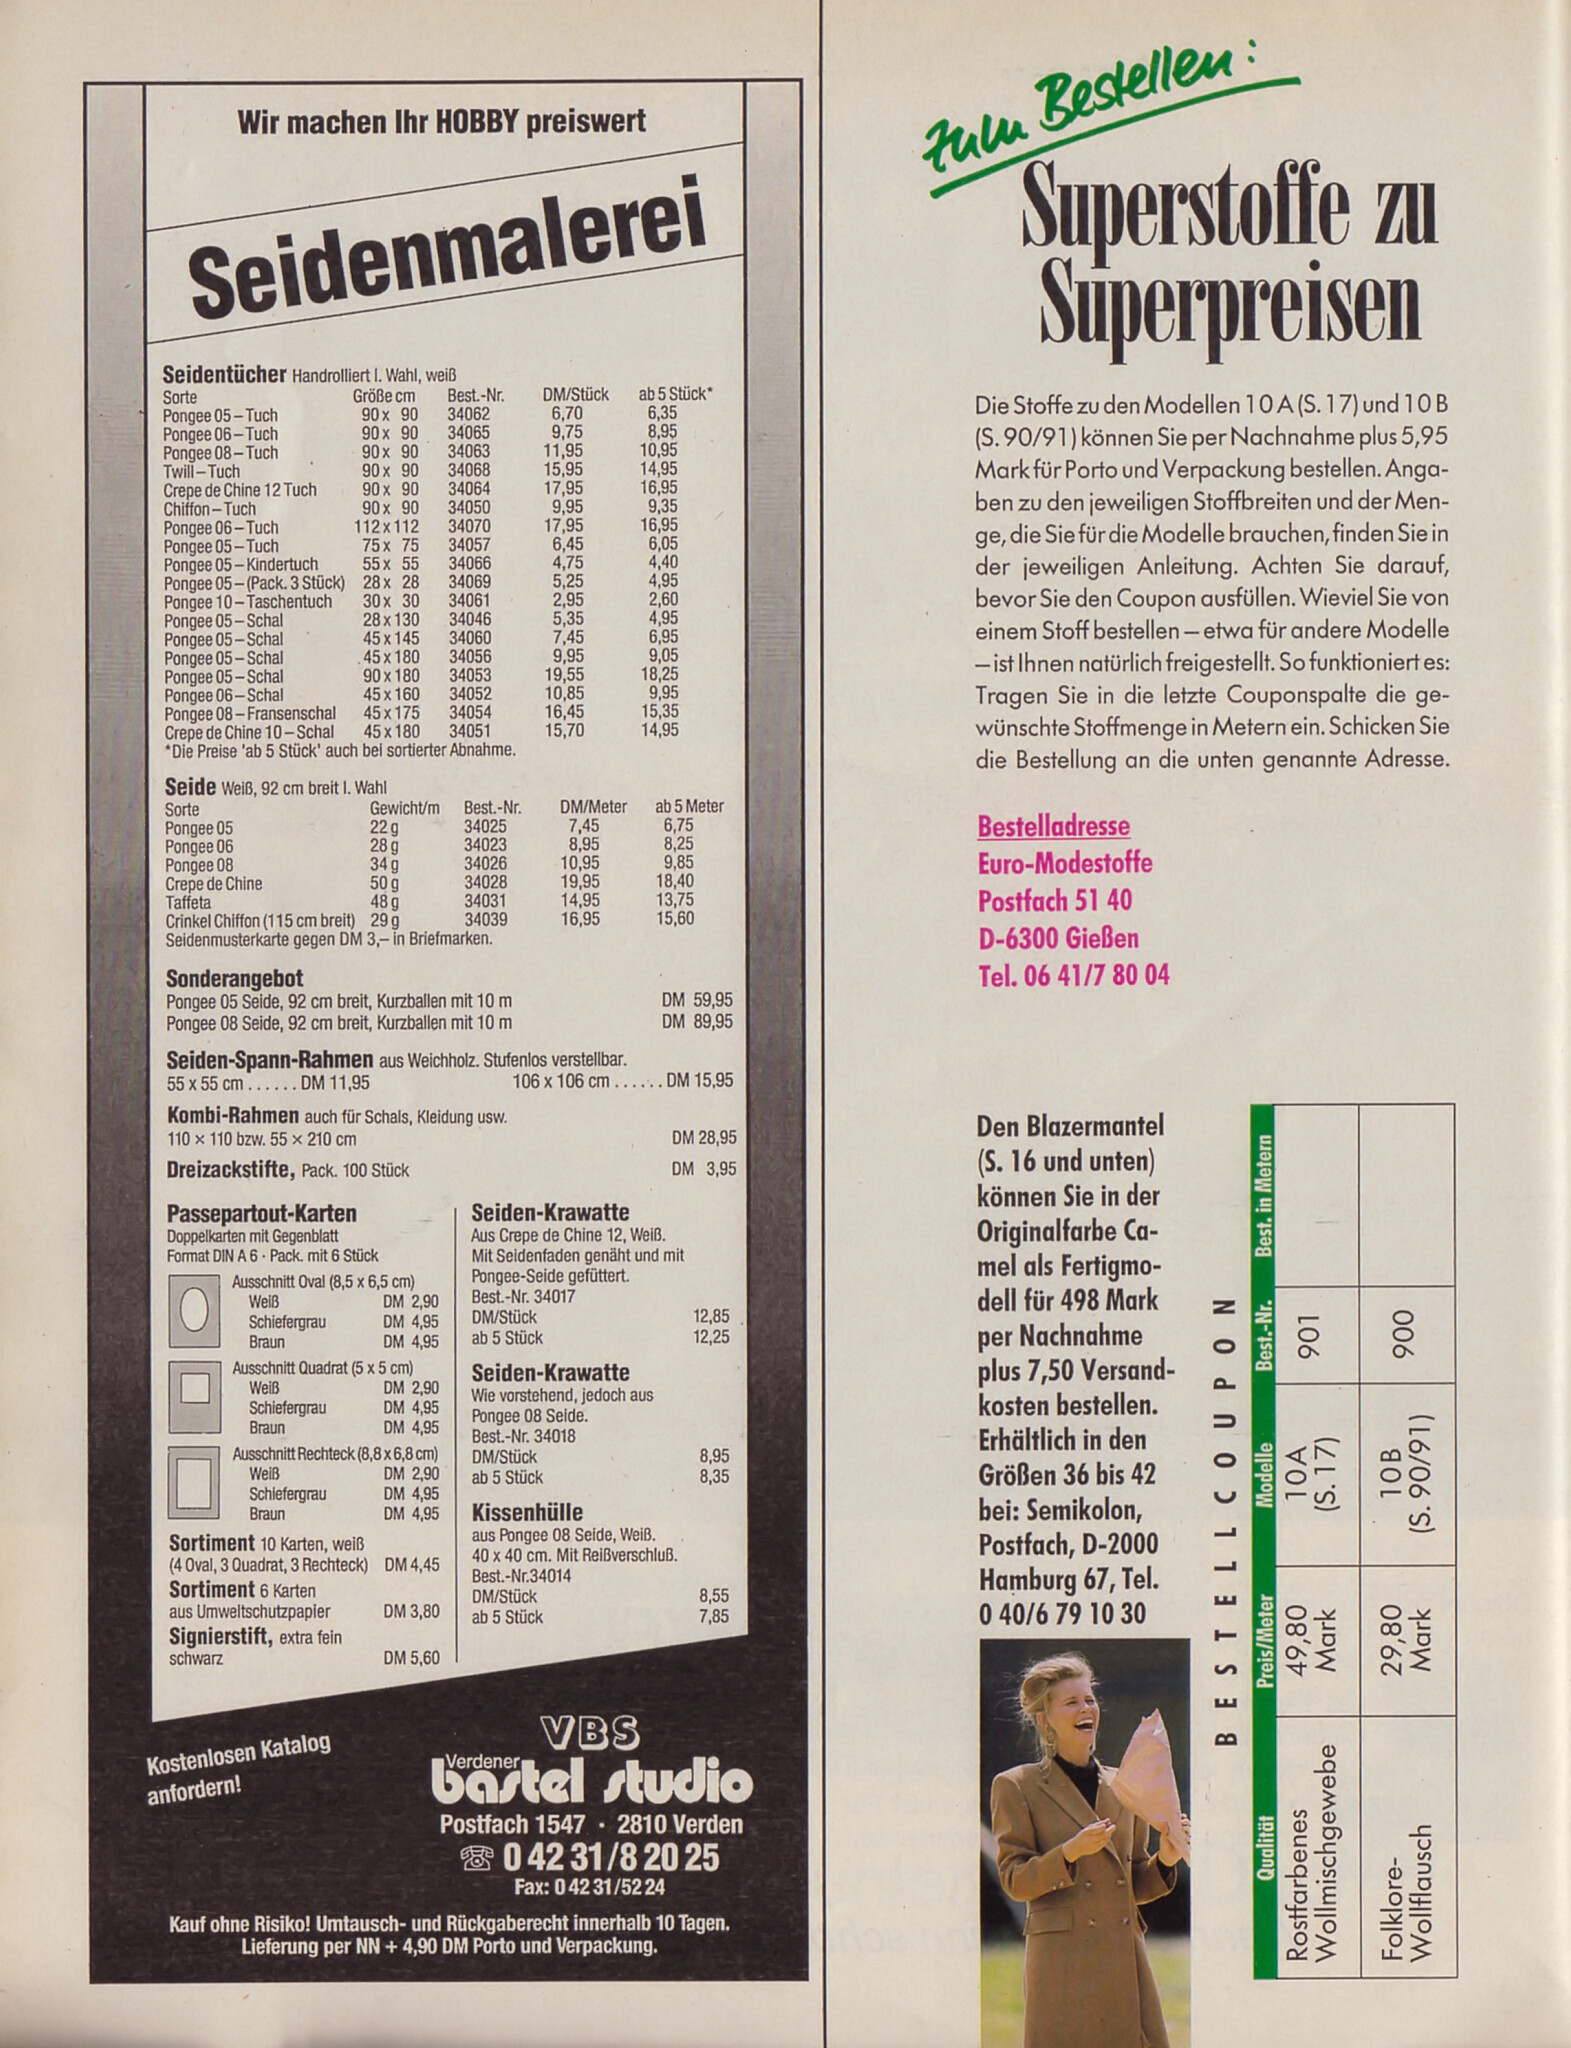 Wir machen Ihr HOBBY preiswert
Seidenmalerei
Seidentücher Handrolliert I. Wahl, weiß
Sorte Größe cm Best.-Nr. DM/Stück ab 5 Stück*
Pongee 05–Tuch 90 x 90 34062 6,70 6,35
Pongee 06–Tuch 90 x 90 34065 9,75 8,95
Pongee 08–Tuch 90 x 90 34063 11,95 10,95
Twill–Tuch 90 x 90 34068 15,95 14,95
Crepe de Chine 12 Tuch 90 x 90 34064 17,95 16,95
Chiffon–Tuch 90 x 90 34050 9,95 9,35
Pongee 06–Tuch 112 x 112 34070 17,95 16,95
Pongee 05–Tuch 75 x 75 34057 6,45 6,05
Pongee 05–Kindertuch 55 x 55 34066 4,75 4,40
Pongee 05–(Pack. 3 Stück) 28 x 28 34069 5,25 4,95
Pongee 10–Taschentuch 30 x 30 34061 2,95 2,60
Pongee 05–Schal 28 x 130 34046 5,35 4,95
Pongee 05–Schal 45 x 145 34060 7,45 6,95
Pongee 05–Schal 45 x 180 34056 9,95 9,05
Pongee 05–Schal 90 x 180 34053 19,55 18,25
Pongee 06–Schal 45 x 160 34052 10,85 9,95
Pongee 08–Fransenschal 45 x 175 34054 16,45 15,35
Crepe de Chine 10–Schal 45 x 180 34051 15,70 14,95
*Die Preise 'ab 5 Stück' auch bei sortierter Abnahme.
Seide Weiß, 92 cm breit I. Wahl
Sorte Gewicht/m Best.-Nr. DM/Meter ab 5 Meter
Pongee 05 22 g 34025 7,45 6,75
Pongee 06 28 g 34023 8,95 8,25
Pongee 08 34 g 34026 10,95 9,85
Crepe de Chine 50 g 34028 19,95 18,40
Taffeta 48 g 34031 14,95 13,75
Crinkel Chiffon (115 cm breit) 29 g 34039 16,95 15,60
Seidenmusterkarte gegen DM 3,– in Briefmarken.
Sonderangebot
Pongee 05 Seide, 92 cm breit, Kurzballen mit 10 m DM 59,95
Pongee 08 Seide, 92 cm breit, Kurzballen mit 10 m DM 89,95
Seiden-Spann-Rahmen aus Weichholz. Stufenlos verstellbar.
55 x 55 cm ...... DM 11,95 106 x 106 cm ...... DM 15,95
Kombi-Rahmen auch für Schals, Kleidung usw.
110 × 110 bzw. 55 × 210 cm DM 28,95
Dreizackstifte, Pack. 100 Stück DM 3,95
Passepartout-Karten
Doppelkarten mit Gegenblatt
Format DIN A 6 · Pack. mit 6 Stück
Ausschnitt Oval (8,5 x 6,5 cm)
Weiß DM 2,90
Schiefergrau DM 4,95
Braun DM 4,95
Ausschnitt Quadrat (5 x 5 cm)
Weiß DM 2,90
Schiefergrau DM 4,95
Braun DM 4,95
Ausschnitt Rechteck (8,8 x 6,8 cm)
Weiß DM 2,90
Schiefergrau DM 4,95
Braun DM 4,95
Sortiment 10 Karten, weiß
(4 Oval, 3 Quadrat, 3 Rechteck) DM 4,45
Sortiment 6 Karten
aus Umweltschutzpapier DM 3,80
Signierstift, extra fein
schwarz DM 5,60
Seiden-Krawatte
Aus Crepe de Chine 12, Weiß.
Mit Seidenfaden genäht und mit
Pongee-Seide gefüttert.
Best.-Nr. 34017
DM/Stück 12,85
ab 5 Stück 12,25
Seiden-Krawatte
Wie vorstehend, jedoch aus
Pongee 08 Seide.
Best.-Nr. 34018
DM/Stück 8,95
ab 5 Stück 8,35
Kissenhülle
aus Pongee 08 Seide, Weiß.
40 x 40 cm. Mit Reißverschluß.
Best.-Nr.34014
DM/Stück 8,55
ab 5 Stück 7,85
Kostenlosen Katalog
anfordern!
VBS
Verdener
bastel studio
Postfach 1547 · 2810 Verden
☏ 0 42 31/8 20 25
Fax: 0 42 31/52 24
Kauf ohne Risiko! Umtausch- und Rückgaberecht innerhalb 10 Tagen.
Lieferung per NN + 4,90 DM Porto und Verpackung.
Zum Bestellen:
Superstoffe zu
Superpreisen
Die Stoffe zu den Modellen 10 A (S. 17) und 10 B
(S. 90/91) können Sie per Nachnahme plus 5,95
Mark für Porto und Verpackung bestellen. Anga-
ben zu den jeweiligen Stoffbreiten und der Men-
ge, die Sie für die Modelle brauchen, finden Sie in
der jeweiligen Anleitung. Achten Sie darauf,
bevor Sie den Coupon ausfüllen. Wieviel Sie von
einem Stoff bestellen – etwa für andere Modelle
– ist Ihnen natürlich freigestellt. So funktioniert es:
Tragen Sie in die letzte Couponspalte die ge-
wünschte Stoffmenge in Metern ein. Schicken Sie
die Bestellung an die unten genannte Adresse.
Bestelladresse
Euro-Modestoffe
Postfach 51 40
D-6300 Gießen
Tel. 06 41/7 80 04
Den Blazermantel
(S. 16 und unten)
können Sie in der
Originalfarbe Ca-
mel als Fertigmo-
dell für 498 Mark
per Nachnahme
plus 7,50 Versand-
kosten bestellen.
Erhältlich in den
Größen 36 bis 42
bei: Semikolon,
Postfach, D-2000
Hamburg 67, Tel.
0 40/6 79 10 30
BESTELLCOUPON
Qualität Preis/Meter Modelle Best.-Nr. Best. in Metern
Rostfarbenes 49,80 10A 901
Wollmischgewebe Mark (S. 17)
Folklore- 29,80 10B 900
Wollflausch Mark (S. 90/91)